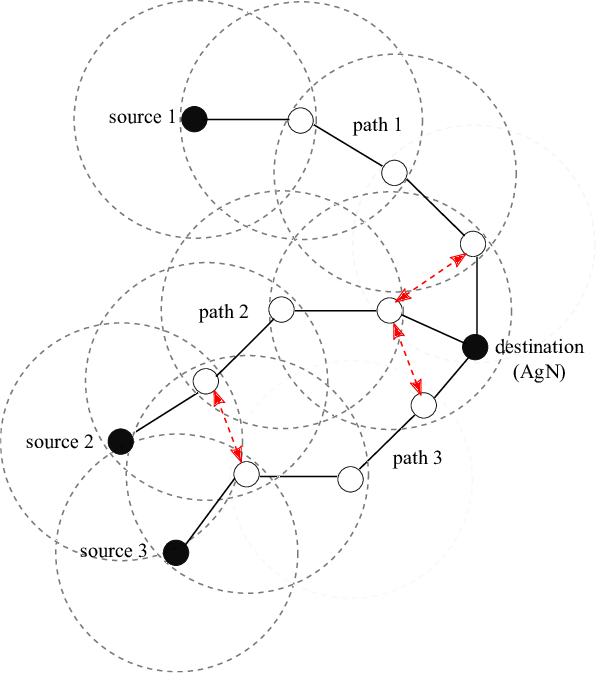 source 1
path 1
path 2
destination
(AgN)
source 2
path 3
source 3